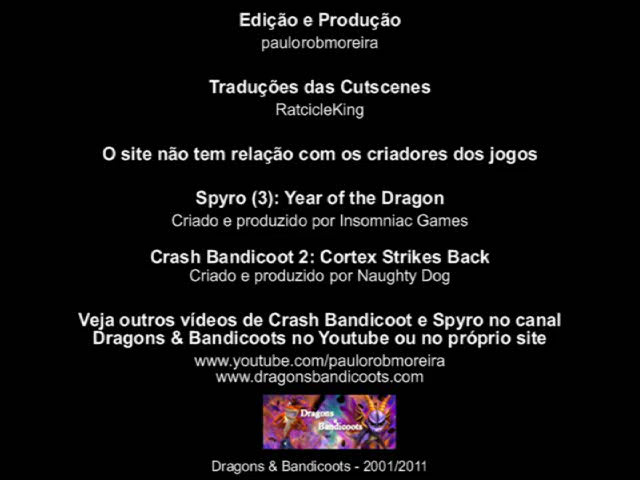 Edição e Produção
paulorobmoreira
Traduções das Cutscenes
RatcicleKing
O site não tem relação com os criadores dos jogos
Spyro (3): Year of the Dragon
Criado e produzido por Insomniac Games
Crash Bandicoot 2: Cortex Strikes Back
Criado e produzido por Naughty Dog
Veja outros vídeos de Crash Bandicoot e Spyro no canal
Dragons & Bandicoots no Youtube ou no próprio site
www.youtube.com/paulorobmoreira
www.dragonsbandicoots.com
Dragons
& Bandicoots
Dragons & Bandicoots - 2001/2011